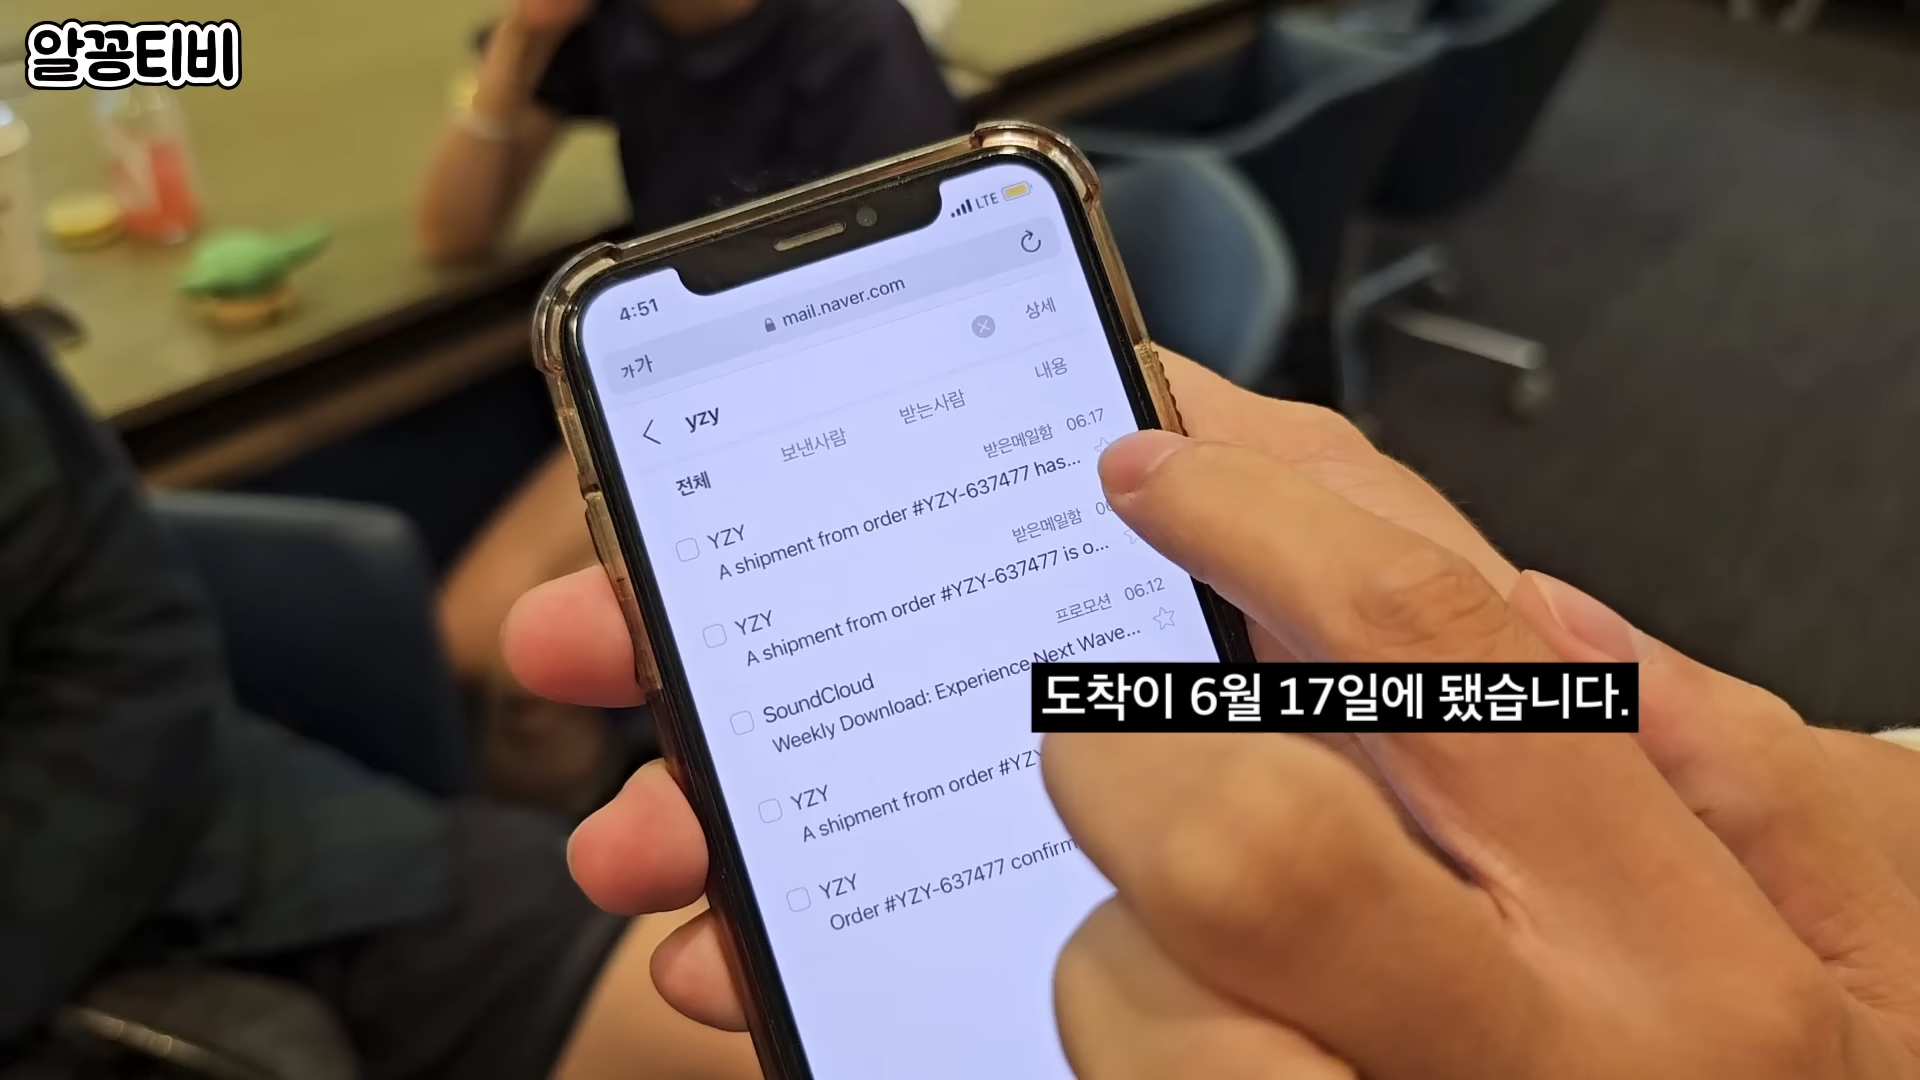 알꽁티비
4:51
LTE
가가
mail.naver.com
yzy
상세
전체
보낸사람
받는사람
내용
YZY
받은메일함 06.17
A shipment from order #YZY-637477 has...
YZY
받은메일함
A shipment from order #YZY-637477 is o...
SoundCloud
프로모션 06.12
Weekly Download: Experience Next Wave...
도착이 6월 17일에 됐습니다.
YZY
A shipment from order #YZY
YZY
Order #YZY-637477 confirm